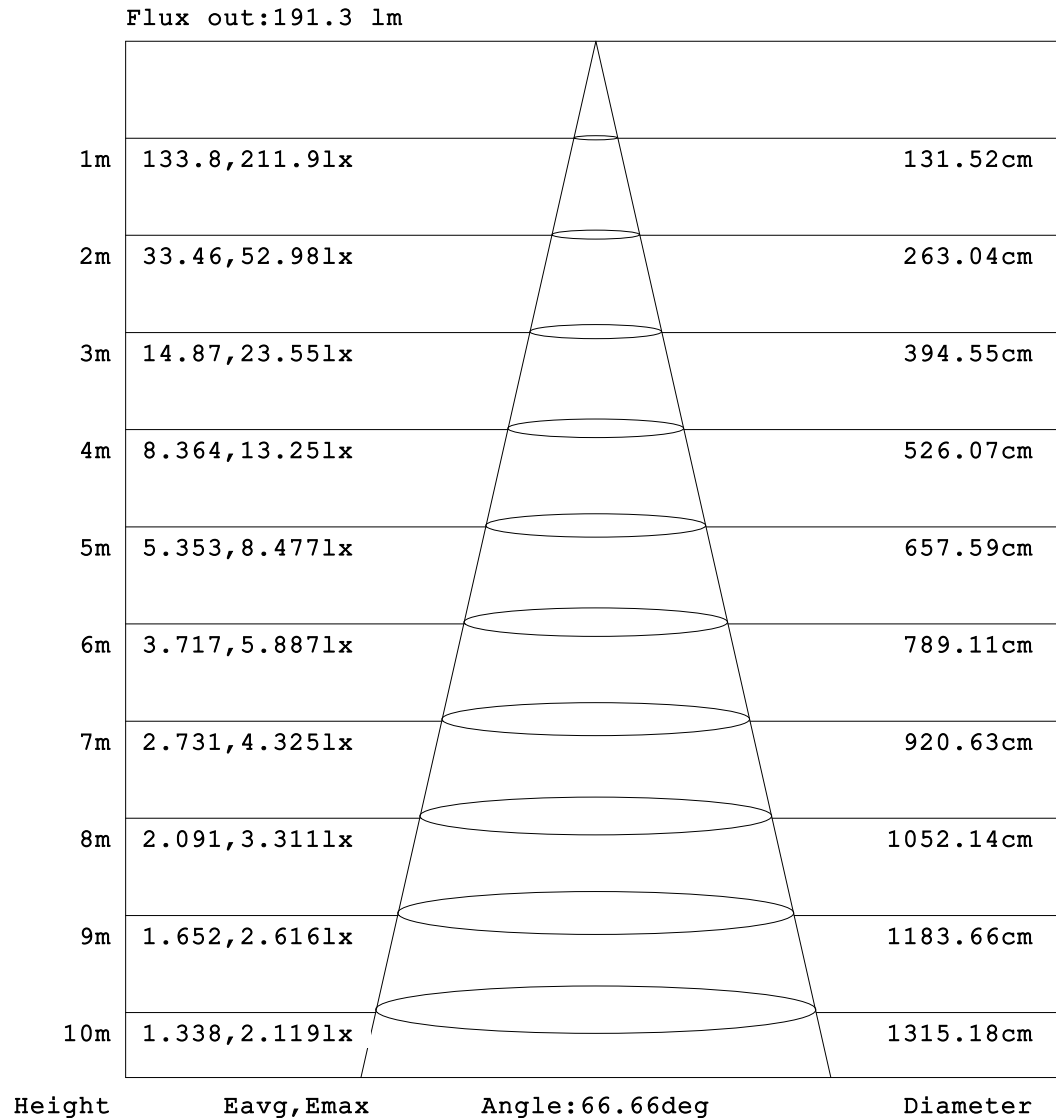 Flux out:191.3 lm
1m 133.8,211.9lx 131.52cm
2m 33.46,52.98lx 263.04cm
3m 14.87,23.55lx 394.55cm
4m 8.364,13.25lx 526.07cm
5m 5.353,8.477lx 657.59cm
6m 3.717,5.887lx 789.11cm
7m 2.731,4.325lx 920.63cm
8m 2.091,3.311lx 1052.14cm
9m 1.652,2.616lx 1183.66cm
10m 1.338,2.119lx 1315.18cm
Height Eavg,Emax Angle:66.66deg Diameter